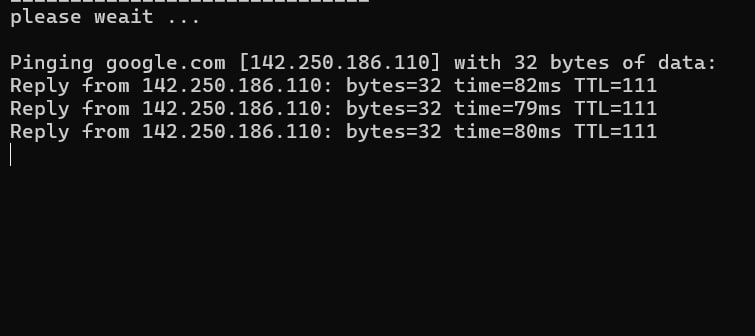 please weait ...
Pinging google.com [142.250.186.110] with 32 bytes of data:
Reply from 142.250.186.110: bytes=32 time=82ms TTL=111
Reply from 142.250.186.110: bytes=32 time=79ms TTL=111
Reply from 142.250.186.110: bytes=32 time=80ms TTL=111